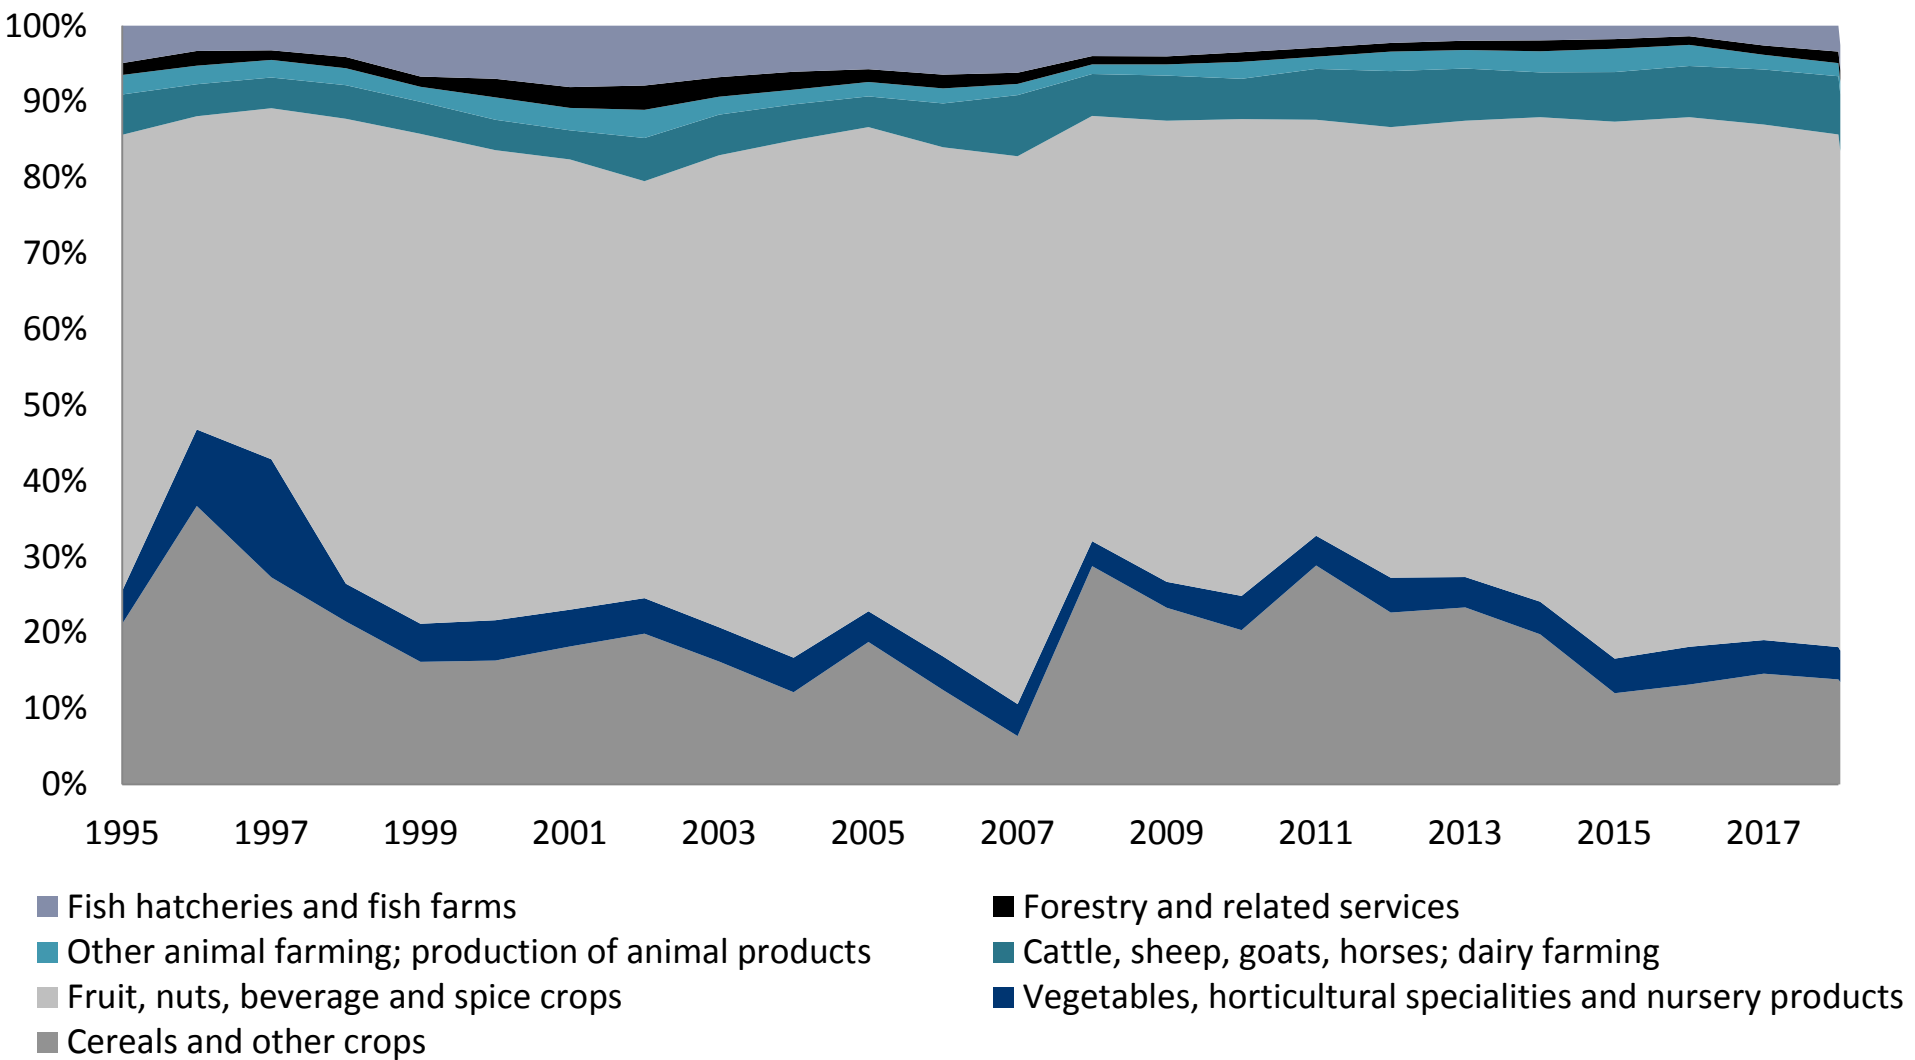 100%
90%
80%
70%
60%
50%
40%
30%
20%
10%
0%
1995 1997 1999 2001 2003 2005 2007 2009 2011 2013 2015 2017
Fish hatcheries and fish farms
Forestry and related services
Other animal farming; production of animal products
Cattle, sheep, goats, horses; dairy farming
Fruit, nuts, beverage and spice crops
Vegetables, horticultural specialities and nursery products
Cereals and other crops